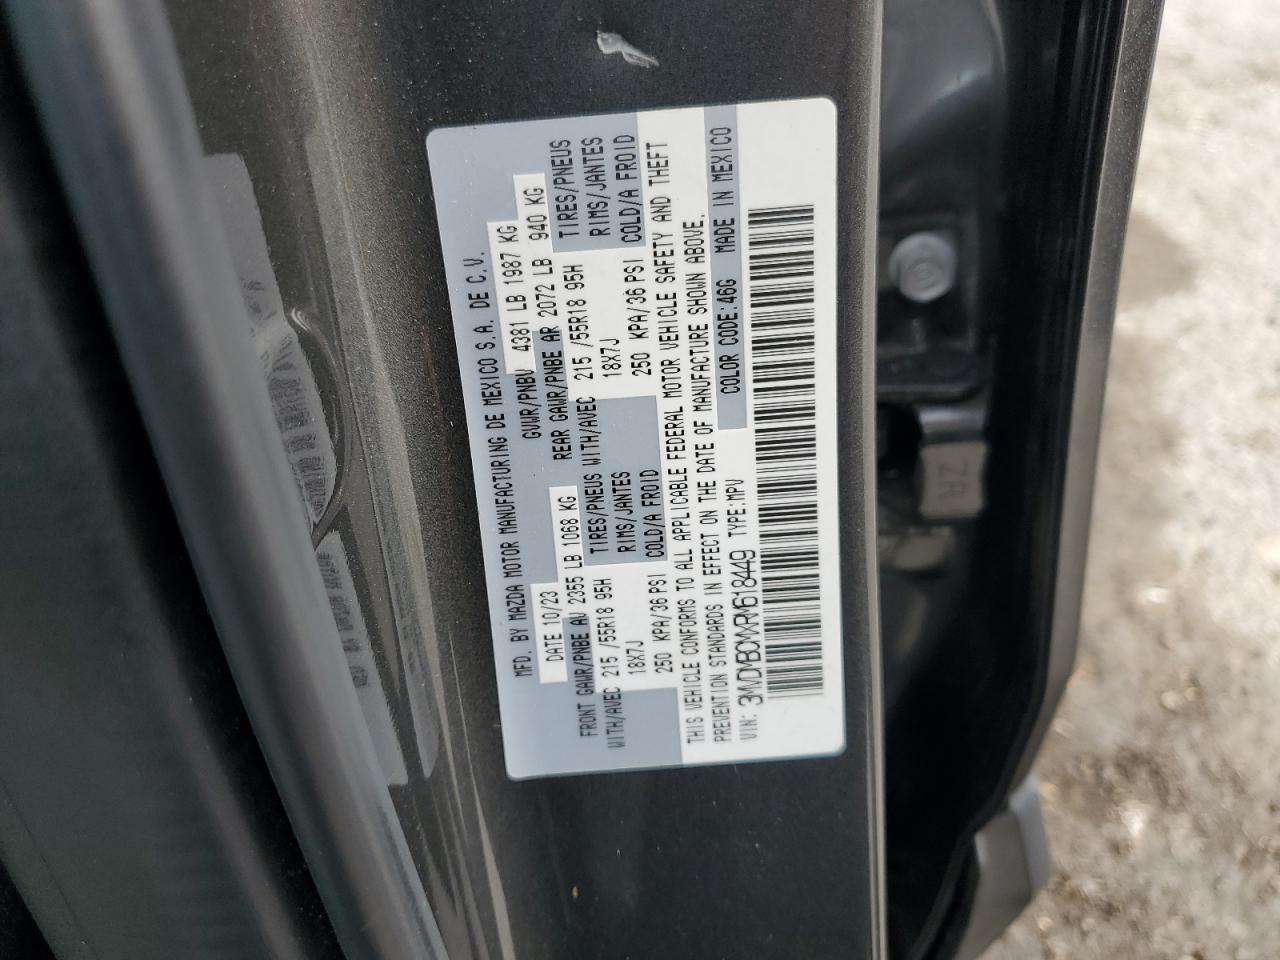 MFD. BY MAZDA MOTOR MANUFACTURING DE MEXICO S.A. DE C.V.
DATE 10/23 GVWR/PNBV 4381 LB 1987 KG
FRONT GAWR/PNBE AV 2355 LB 1068 KG REAR GAWR/PNBE AR 2072 LB 940 KG
WITH/AVEC 215 /55R18 95H TIRES/PNEUS WITH/AVEC 215 /55R18 95H TIRES/PNEUS
18X7J RIMS/JANTES 18X7J RIMS/JANTES
250 KPA/36 PSI COLD/A FROID 250 KPA/36 PSI COLD/A FROID
THIS VEHICLE CONFORMS TO ALL APPLICABLE FEDERAL MOTOR VEHICLE SAFETY AND THEFT
PREVENTION STANDARDS IN EFFECT ON THE DATE OF MANUFACTURE SHOWN ABOVE.
VIN: 3MVDMBCMXRM618449 TYPE:MPV COLOR CODE:46G MADE IN MEXICO
ZR